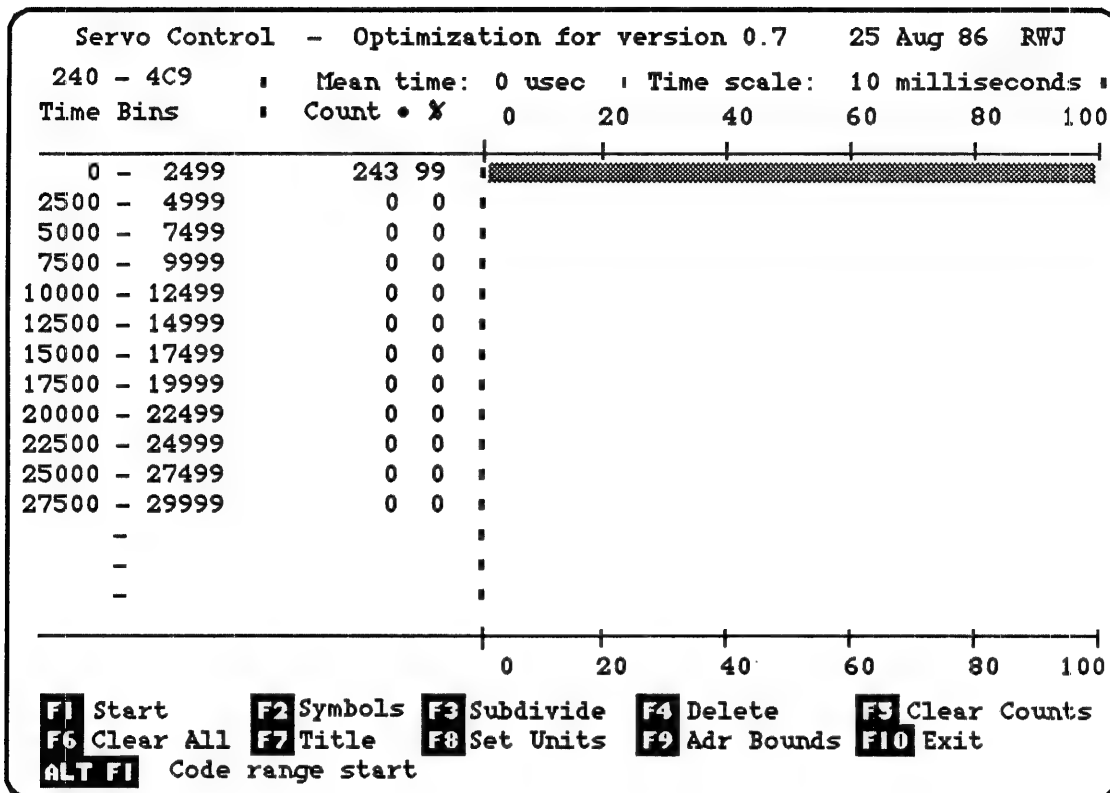 Servo Control - Optimization for version 0.7 25 Aug 86 RWJ
240 - 4C9 Mean time: 0 usec Time scale: 10 milliseconds
Time Bins Count • % 0 20 40 60 80 100
0 - 2499 243 99
2500 - 4999 0 0
5000 - 7499 0 0
7500 - 9999 0 0
10000 - 12499 0 0
12500 - 14999 0 0
15000 - 17499 0 0
17500 - 19999 0 0
20000 - 22499 0 0
22500 - 24999 0 0
25000 - 27499 0 0
27500 - 29999 0 0
-
-
-
0 20 40 60 80 100
F1 Start F2 Symbols F3 Subdivide F4 Delete F5 Clear Counts
F6 Clear All F7 Title F8 Set Units F9 Adr Bounds F10 Exit
ALT F1 Code range start